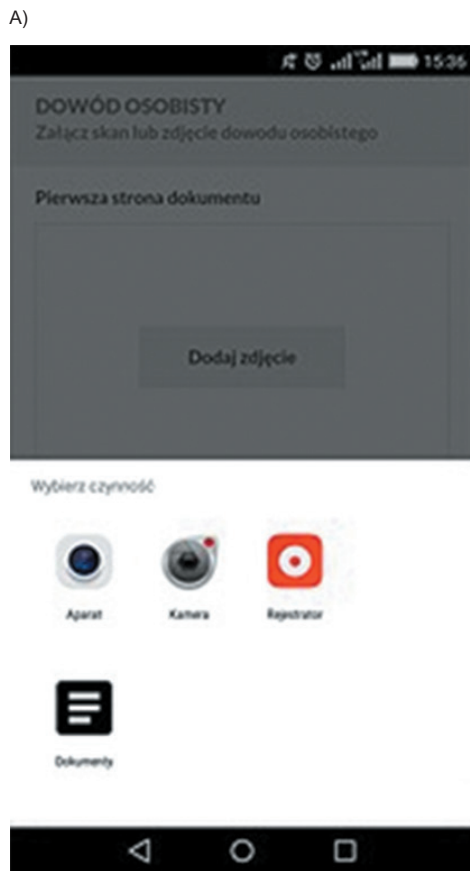 A)
15:36
DOWÓD OSOBISTY
Załącz skan lub zdjęcie dowodu osobistego
Pierwsza strona dokumentu
Dodaj zdjęcie
Wybierz czynność
Aparat
Kamera
Rejestrator
Dokumenty